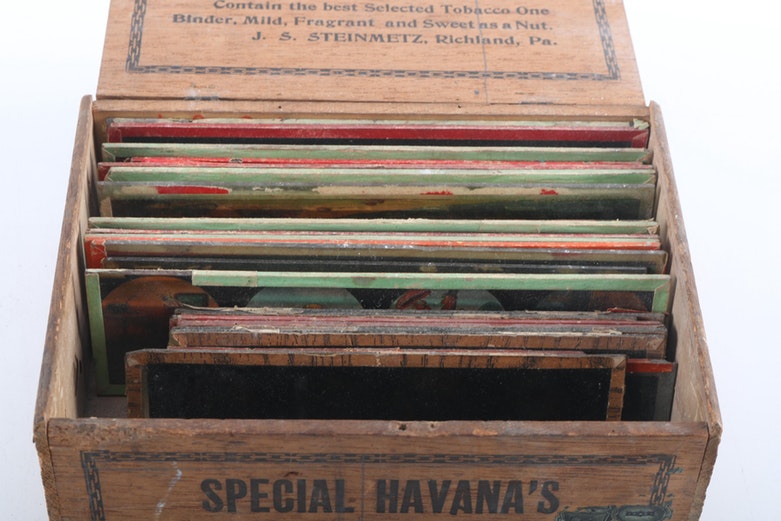 Contain the best Selected Tobacco One
Binder, Mild, Fragrant and Sweet as a Nut.
J. S. STEINMETZ, Richland, Pa.
SPECIAL HAVANA'S